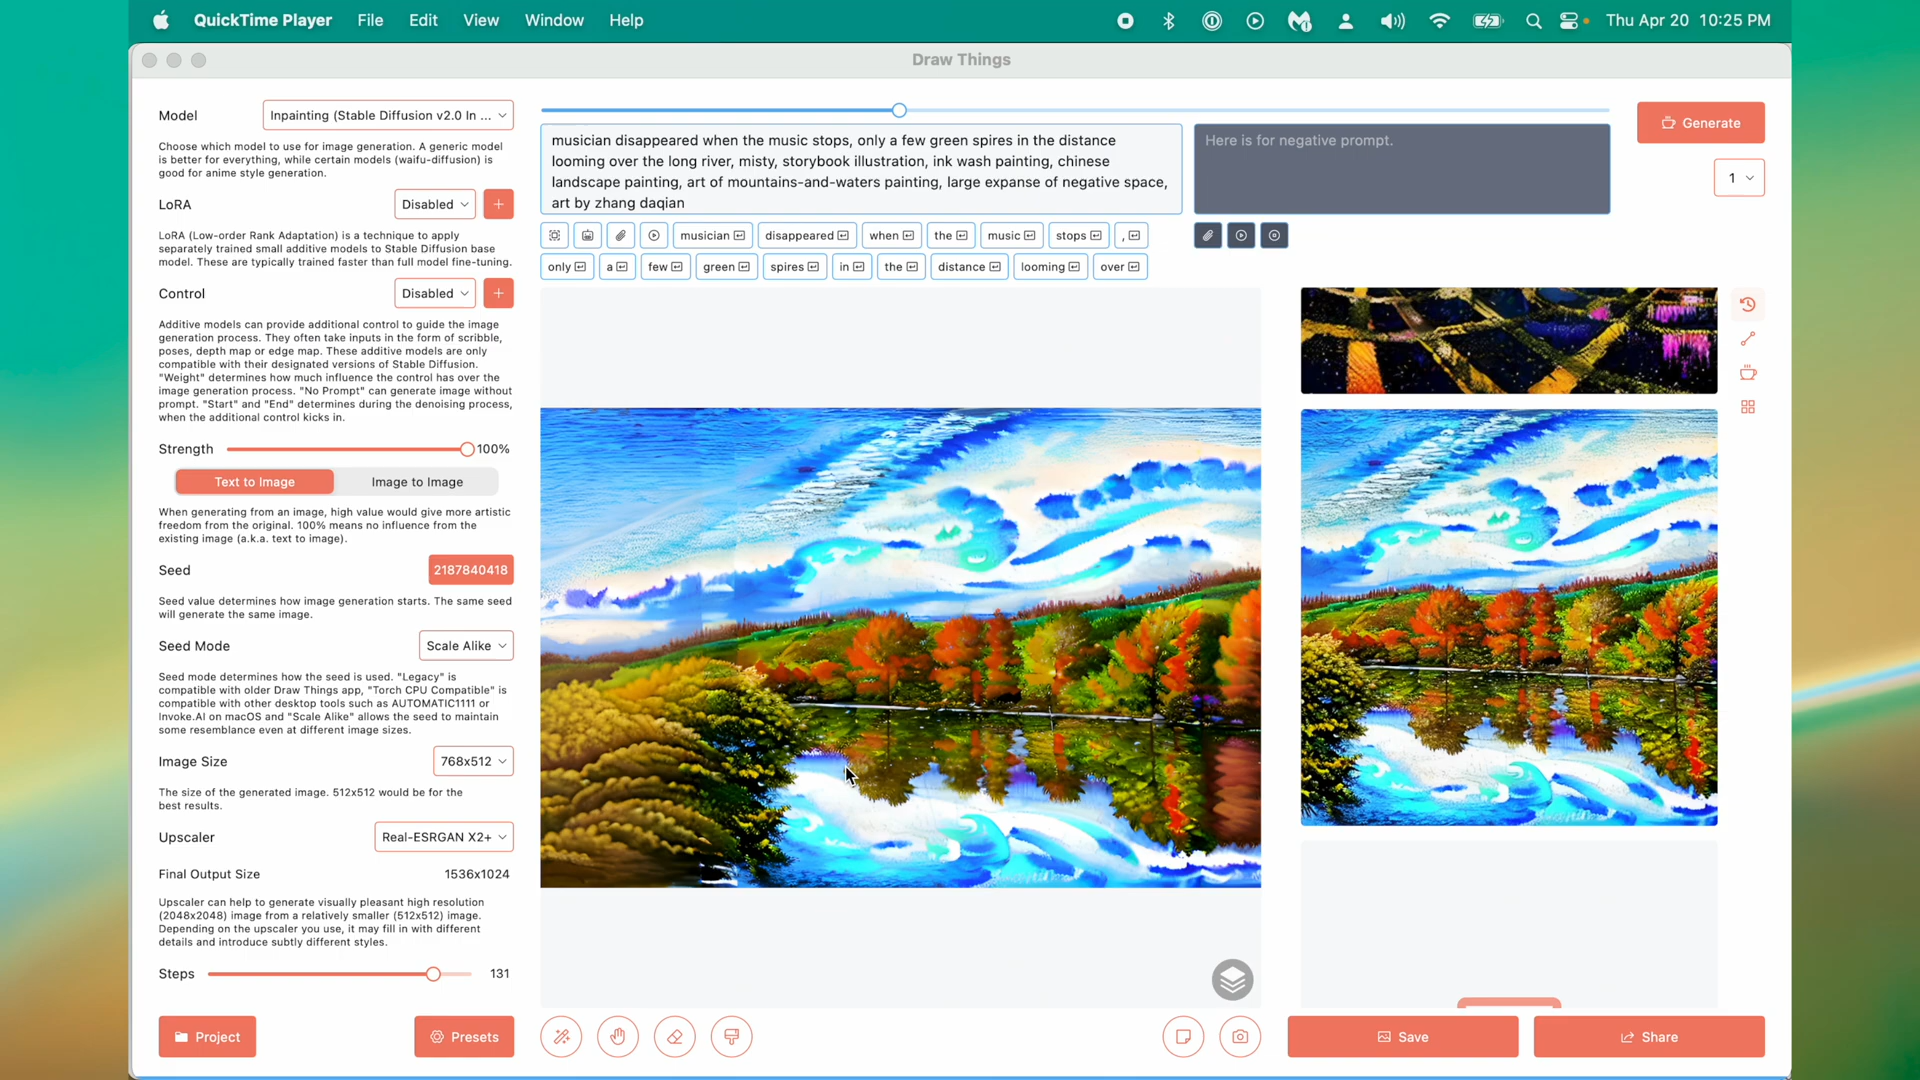 QuickTime Player File Edit View Window Help Thu Apr 20 10:25 PM
Draw Things
Model Inpainting (Stable Diffusion v2.0 In ...
Choose which model to use for image generation. A generic model
is better for everything, while certain models (waifu-diffusion) is
good for anime style generation.
LoRA Disabled +
LoRA (Low-order Rank Adaptation) is a technique to apply
separately trained small additive models to Stable Diffusion base
model. These are typically trained faster than full model fine-tuning.
Control Disabled +
Additive models can provide additional control to guide the image
generation process. They often take inputs in the form of scribble,
poses, depth map or edge map. These additive models are only
compatible with their designated versions of Stable Diffusion.
"Weight" determines how much influence the control has over the
image generation process. "No Prompt" can generate image without
prompt. "Start" and "End" determines during the denoising process,
when the additional control kicks in.
Strength 100%
Text to Image Image to Image
When generating from an image, high value would give more artistic
freedom from the original. 100% means no influence from the
existing image (a.k.a. text to image).
Seed 2187840418
Seed value determines how image generation starts. The same seed
will generate the same image.
Seed Mode Scale Alike
Seed mode determines how the seed is used. "Legacy" is
compatible with older Draw Things app, "Torch CPU Compatible" is
compatible with other desktop tools such as AUTOMATIC1111 or
Invoke.AI on macOS and "Scale Alike" allows the seed to maintain
some resemblance even at different image sizes.
Image Size 768x512
The size of the generated image. 512x512 would be for the
best results.
Upscaler Real-ESRGAN X2+
Final Output Size 1536x1024
Upscaler can help to generate visually pleasant high resolution
(2048x2048) image from a relatively smaller (512x512) image.
Depending on the upscaler you use, it may fill in with different
details and introduce subtly different styles.
Steps 131
Project Presets
musician disappeared when the music stops, only a few green spires in the distance
looming over the long river, misty, storybook illustration, ink wash painting, chinese
landscape painting, art of mountains-and-waters painting, large expanse of negative space,
art by zhang daqian
musician disappeared when the music stops ,
only a few green spires in the distance looming over
Here is for negative prompt.
Generate
1
Save Share